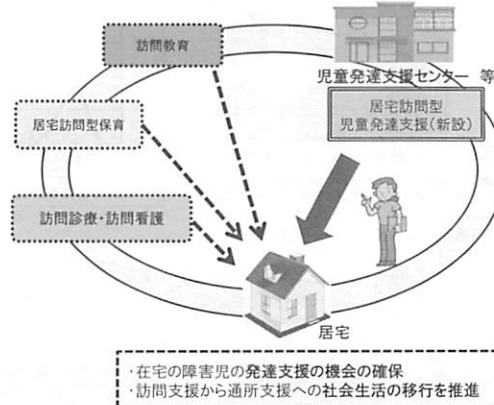 訪問教育
児童発達支援センター 等
居宅訪問型
児童発達支援(新設)
居宅訪問型保育
訪問診療・訪問看護
居宅
・在宅の障害児の発達支援の機会の確保
・訪問支援から通所支援への社会生活の移行を推進